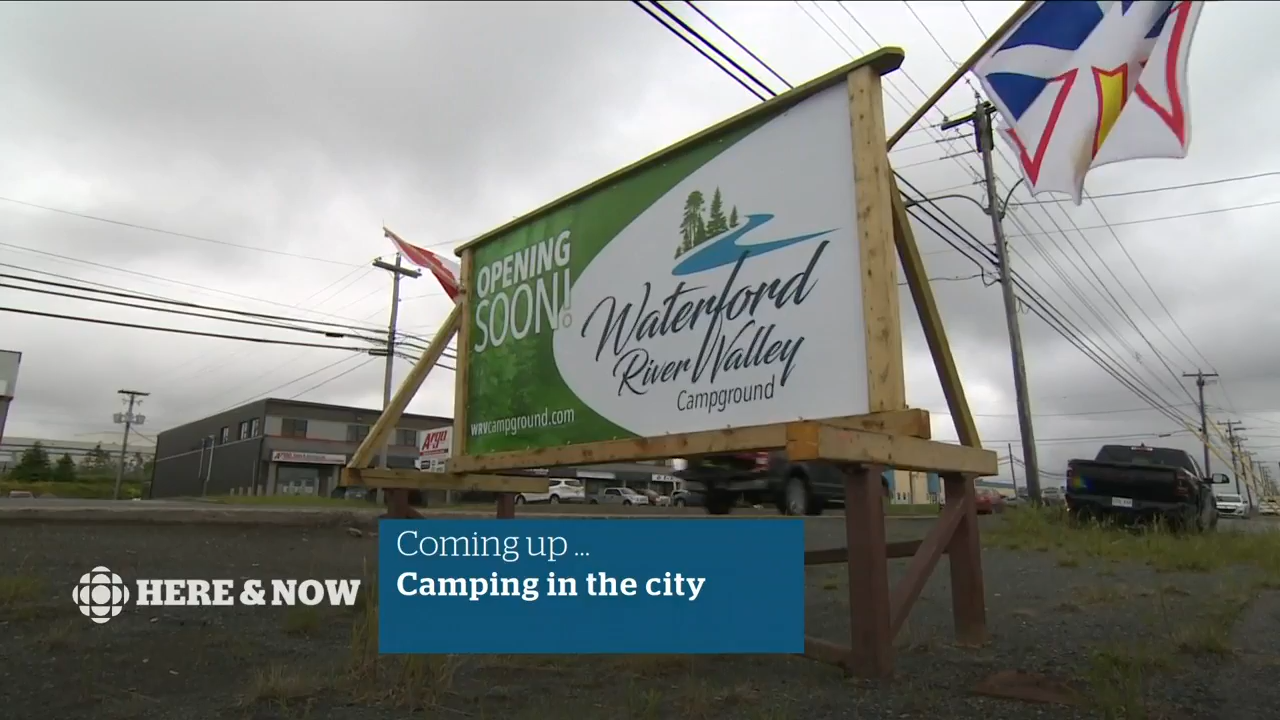 OPENING
SOON!
Waterford
River Valley
Campground
WRVcampground.com
Argo
HERE & NOW
Coming up ...
Camping in the city